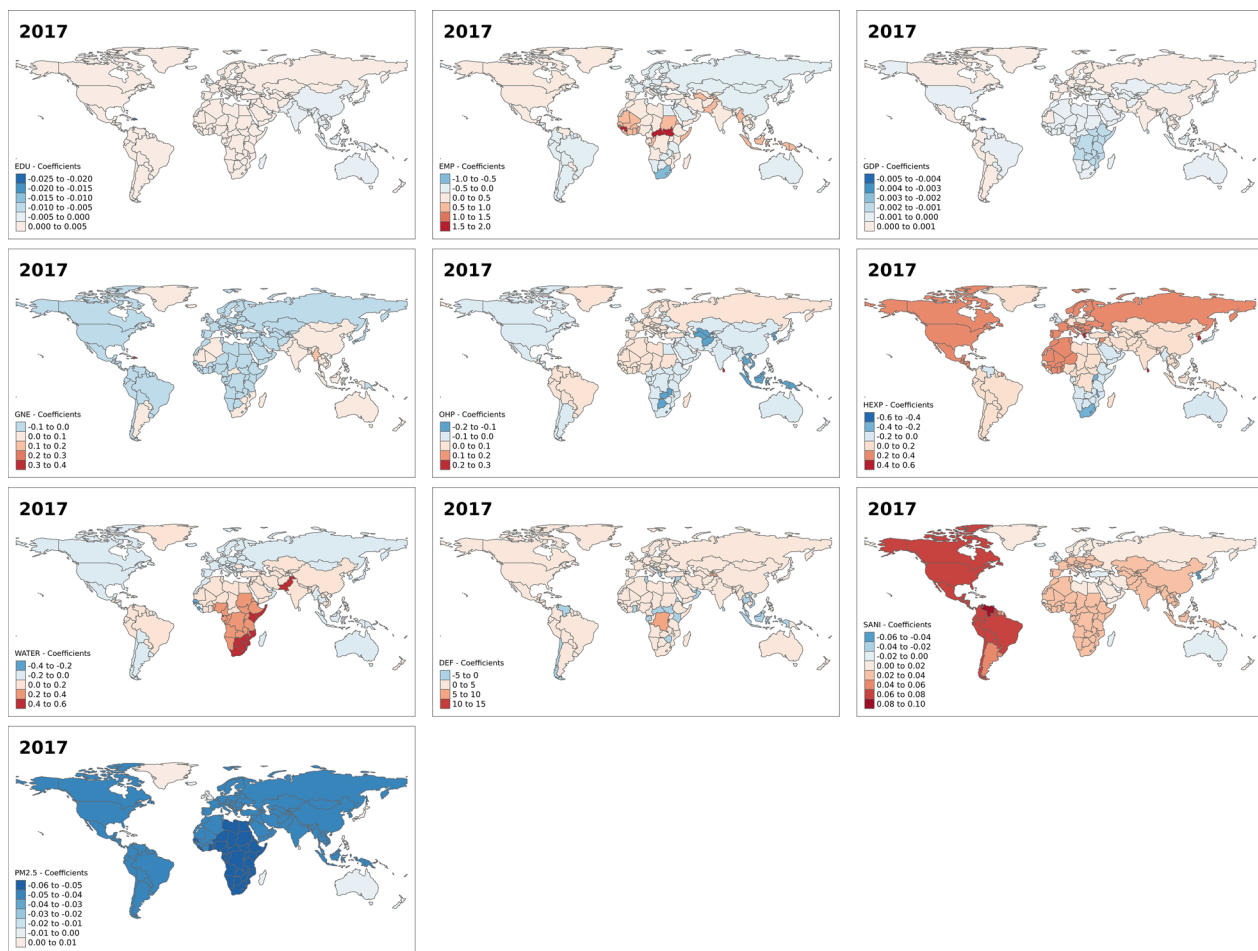 2017
EDU - Coefficients
-0.025 to -0.020
-0.020 to -0.015
-0.015 to -0.010
-0.010 to -0.005
-0.005 to 0.000
0.000 to 0.005
2017
EMP - Coefficients
-1.0 to -0.5
-0.5 to 0.0
0.0 to 0.5
0.5 to 1.0
1.0 to 1.5
1.5 to 2.0
2017
GDP - Coefficients
-0.005 to -0.004
-0.004 to -0.003
-0.003 to -0.002
-0.002 to -0.001
-0.001 to 0.000
0.000 to 0.001
2017
GNE - Coefficients
-0.1 to 0.0
0.0 to 0.1
0.1 to 0.2
0.2 to 0.3
0.3 to 0.4
2017
OHP - Coefficients
-0.2 to -0.1
-0.1 to 0.0
0.0 to 0.1
0.1 to 0.2
0.2 to 0.3
2017
HEXP - Coefficients
-0.6 to -0.4
-0.4 to -0.2
-0.2 to 0.0
0.0 to 0.2
0.2 to 0.4
0.4 to 0.6
2017
WATER - Coefficients
-0.4 to -0.2
-0.2 to 0.0
0.0 to 0.2
0.2 to 0.4
0.4 to 0.6
2017
DEF - Coefficients
-5 to 0
0 to 5
5 to 10
10 to 15
2017
SANI - Coefficients
-0.06 to -0.04
-0.04 to -0.02
-0.02 to 0.00
0.00 to 0.02
0.02 to 0.04
0.04 to 0.06
0.06 to 0.08
0.08 to 0.10
2017
PM2.5 - Coefficients
-0.06 to -0.05
-0.05 to -0.04
-0.04 to -0.03
-0.03 to -0.02
-0.02 to -0.01
-0.01 to 0.00
0.00 to 0.01